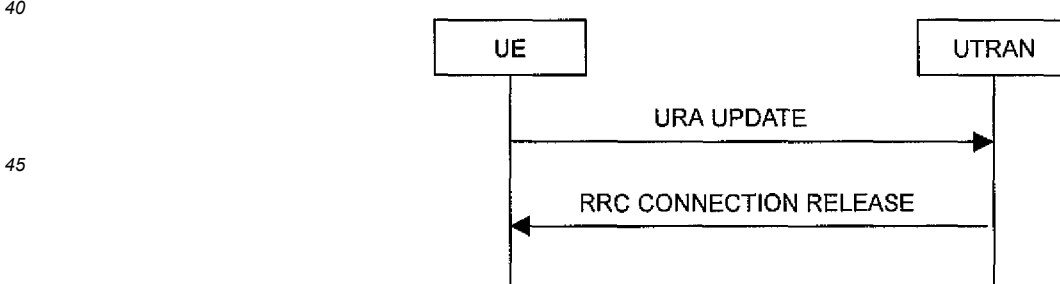 40
UE
UTRAN
URA UPDATE
45
RRC CONNECTION RELEASE